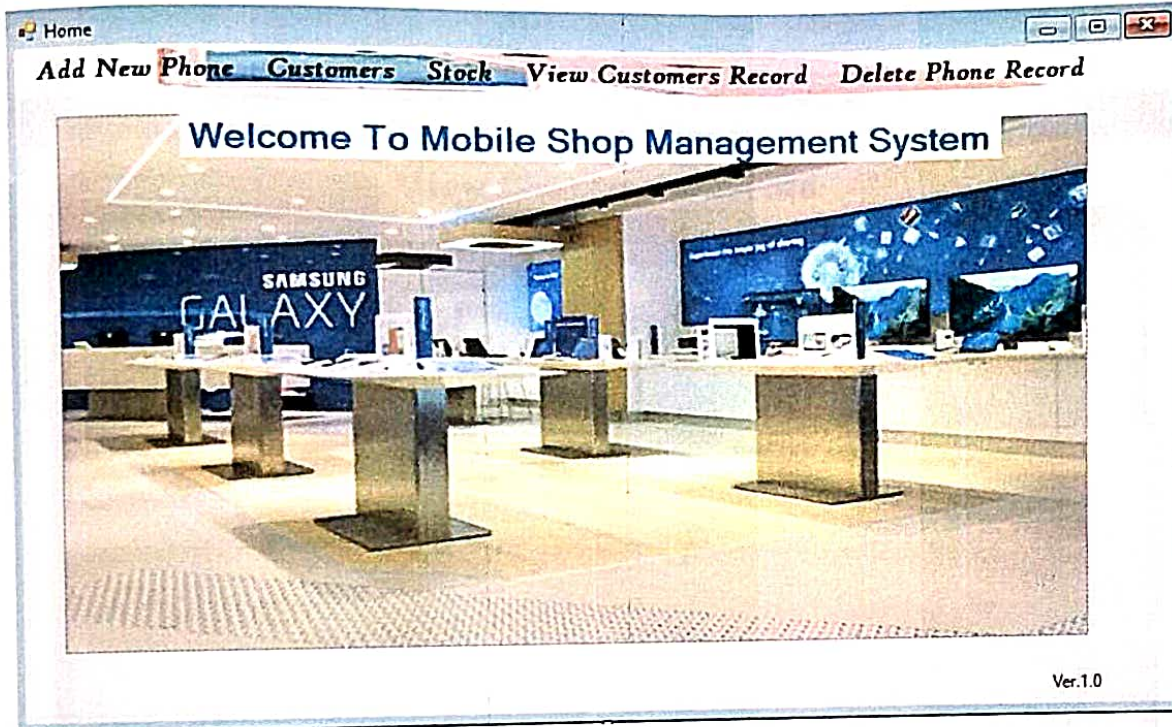 Home
Add New Phone Customers Stock View Customers Record Delete Phone Record
Welcome To Mobile Shop Management System
SAMSUNG
GALAXY
Ver.1.0